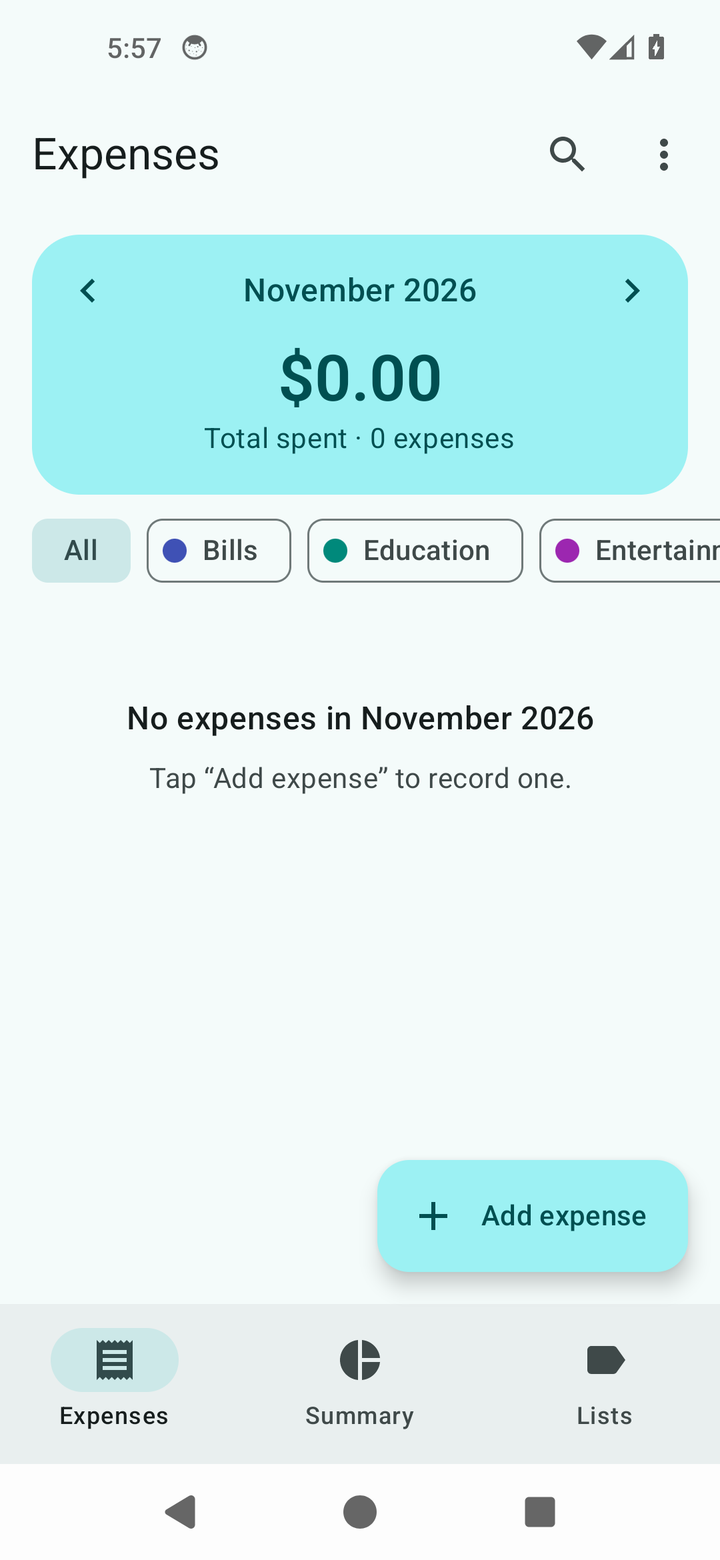 5:57
Expenses
November 2026
$0.00
Total spent · 0 expenses
All
Bills
Education
Entertainm
No expenses in November 2026
Tap “Add expense” to record one.
Add expense
Expenses
Summary
Lists